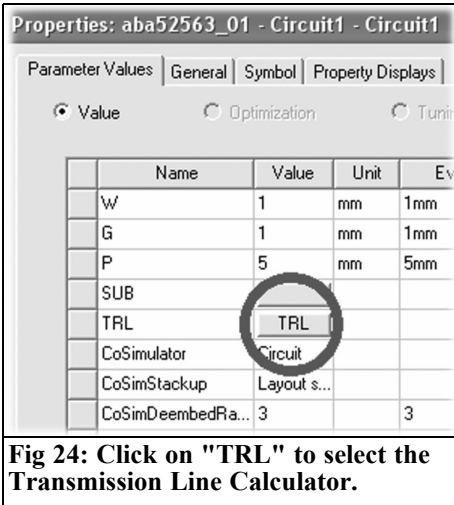 Properties: aba52563_01 - Circuit1 - Circuit1
Parameter Values General Symbol Property Displays
Value Optimization
Name Value Unit
W 1 mm 1mm
G 1 mm 1mm
P 5 mm 5mm
SUB
TRL TRL
CoSimulator Circuit
CoSimStackup Layout s...
CoSimDeembedRa... 3 3
Fig 24: Click on "TRL" to select the
Transmission Line Calculator.